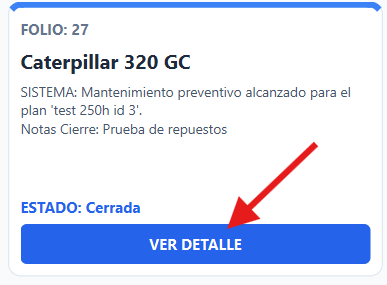 FOLIO: 27
Caterpillar 320 GC
SISTEMA: Mantenimiento preventivo alcanzado para el
plan 'test 250h id 3'.
Notas Cierre: Prueba de repuestos
ESTADO: Cerrada
VER DETALLE